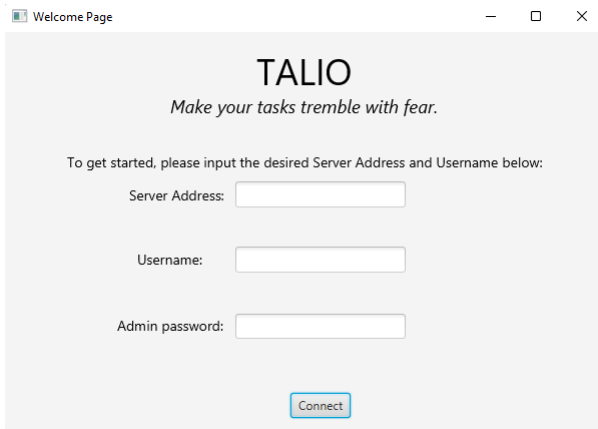 Welcome Page
TALIO
Make your tasks tremble with fear.
To get started, please input the desired Server Address and Username below:
Server Address:
Username:
Admin password:
Connect